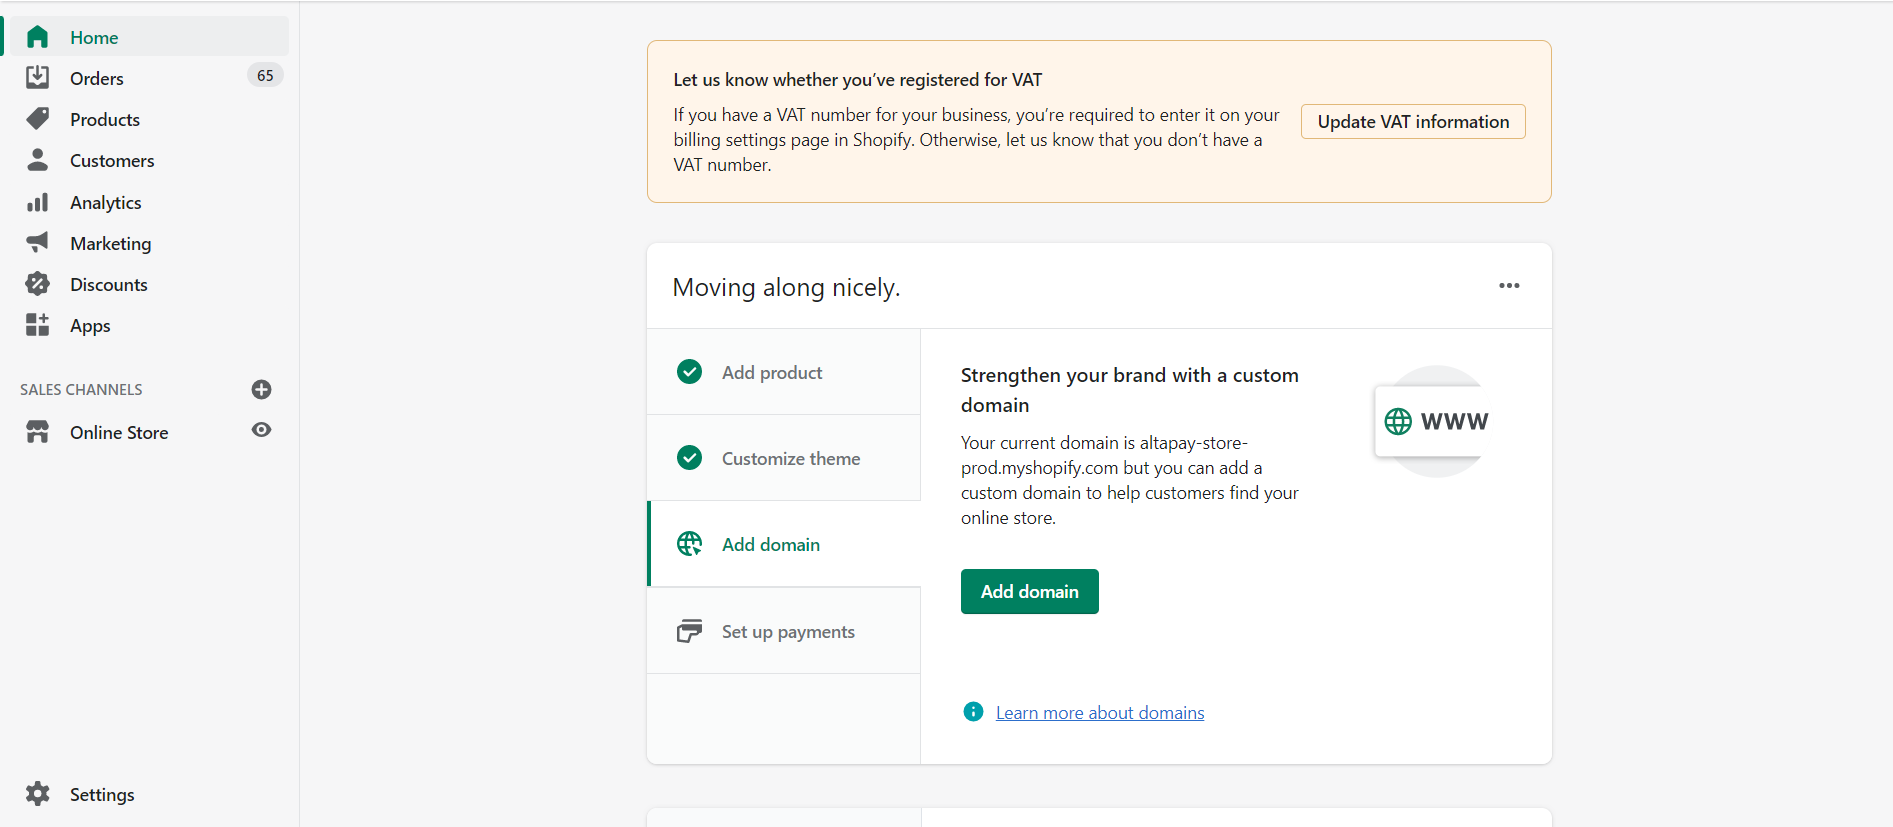 Home
Orders
65
Products
Customers
Analytics
Marketing
Discounts
Apps
SALES CHANNELS
Online Store
Settings
Let us know whether you’ve registered for VAT
If you have a VAT number for your business, you’re required to enter it on your
billing settings page in Shopify. Otherwise, let us know that you don’t have a
VAT number.
Update VAT information
Moving along nicely.
Add product
Customize theme
Add domain
Set up payments
Strengthen your brand with a custom
domain
Your current domain is altapay-store-
prod.myshopify.com but you can add a
custom domain to help customers find your
online store.
Add domain
Learn more about domains
WWW